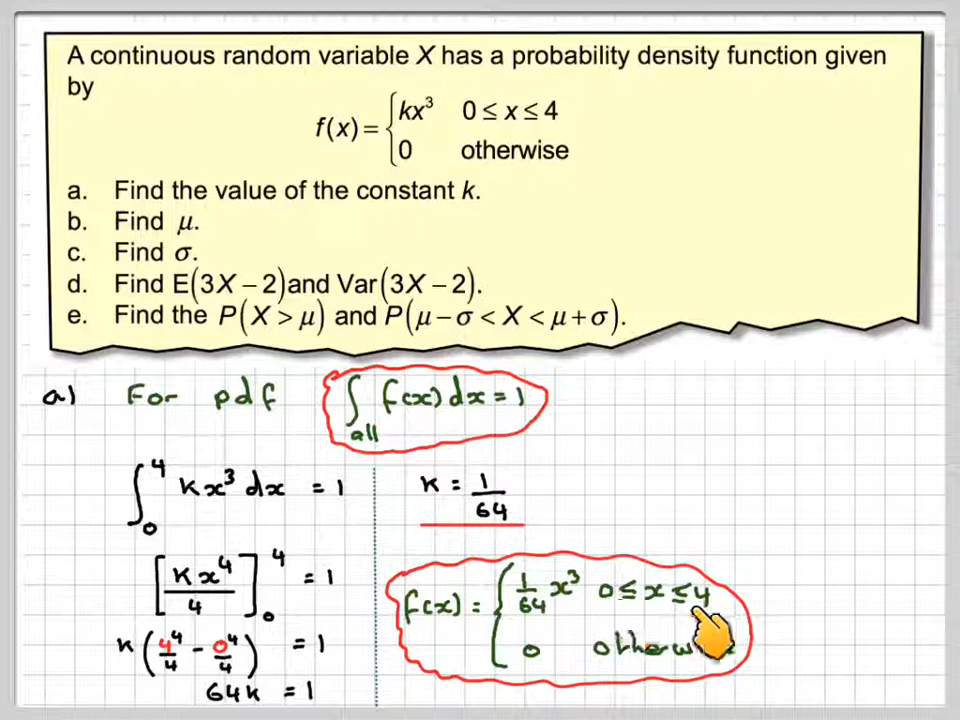 A continuous random variable X has a probability density function given
by
f(x) = { kx³   0 ≤ x ≤ 4
0   otherwise
a. Find the value of the constant k.
b. Find μ.
c. Find σ.
d. Find E(3X − 2)and Var(3X − 2).
e. Find the P(X > μ) and P(μ − σ < X < μ + σ).
a) For pdf ∫all f(x) dx = 1
∫₀⁴ kx³ dx = 1
[kx⁴/4]₀⁴ = 1
k(4⁴/4 − 0⁴/4) = 1
64k = 1
k = 1/64
f(x) = { 1/64 x³   0 ≤ x ≤ 4
0